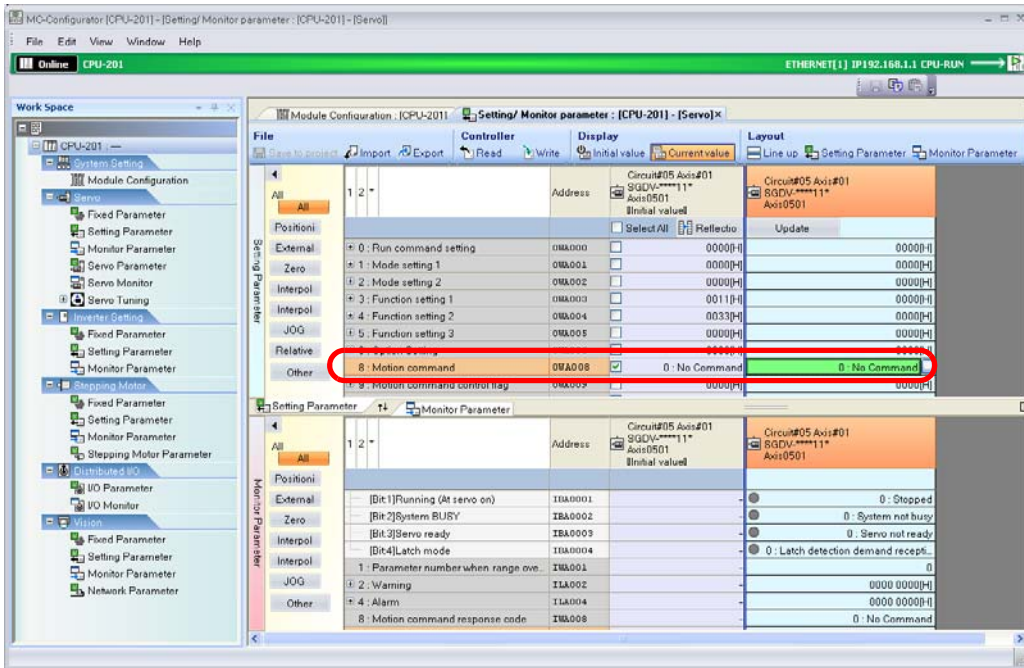 MC-Configurator [CPU-201] - [Setting/ Monitor parameter : [CPU-201] - [Servo]]
File Edit View Window Help
Online CPU-201 ETHERNET[1] IP192.168.1.1 CPU-RUN
Work Space
Module Configuration : [CPU-201] Setting/ Monitor parameter : [CPU-201] - [Servo]
File Controller Display Layout
Save to project Import Export Read Write Initial value Current value Line up Setting Parameter Monitor Parameter
CPU-201 : ―
System Setting
Module Configuration
Servo
Fixed Parameter
Setting Parameter
Monitor Parameter
Servo Parameter
Servo Monitor
Servo Tuning
Inverter Setting
Fixed Parameter
Setting Parameter
Monitor Parameter
Stepping Motor
Fixed Parameter
Setting Parameter
Monitor Parameter
Stepping Motor Parameter
Distributed I/O
I/O Parameter
I/O Monitor
Vision
Fixed Parameter
Setting Parameter
Monitor Parameter
Network Parameter
Setting Parameter
All
All
Positioni
External
Zero
Interpol
Interpol
JOG
Relative
Other
1 2 * Address
Circuit#05 Axis#01
SGDV-****11*
Axis0501
[Initial value]
Circuit#05 Axis#01
SGDV-****11*
Axis0501
Select All Reflectio Update
0 : Run command setting OWA000 0000[H] 0000[H]
1 : Mode setting 1 OWA001 0000[H] 0000[H]
2 : Mode setting 2 OWA002 0000[H] 0000[H]
3 : Function setting 1 OWA003 0011[H] 0000[H]
4 : Function setting 2 OWA004 0033[H] 0000[H]
5 : Function setting 3 OWA005 0000[H] 0000[H]
8 : Motion command OWA008 0 : No Command 0 : No Command
9 : Motion command control flag OWA009 0000[H] 0000[H]
Setting Parameter Monitor Parameter
Monitor Parameter
All
All
Positioni
External
Zero
Interpol
Interpol
JOG
Other
1 2 * Address
Circuit#05 Axis#01
SGDV-****11*
Axis0501
[Initial value]
Circuit#05 Axis#01
SGDV-****11*
Axis0501
[Bit:1]Running (At servo on) IBA0001 - 0 : Stopped
[Bit:2]System BUSY IBA0002 - 0 : System not busy
[Bit:3]Servo ready IBA0003 - 0 : Servo not ready
[Bit:4]Latch mode IBA0004 - 0 : Latch detection demand recepti...
1 : Parameter number when range ove.. IWA001 - 0
2 : Warning ILA002 - 0000 0000[H]
4 : Alarm ILA004 - 0000 0000[H]
8 : Motion command response code IWA008 - 0 : No Command